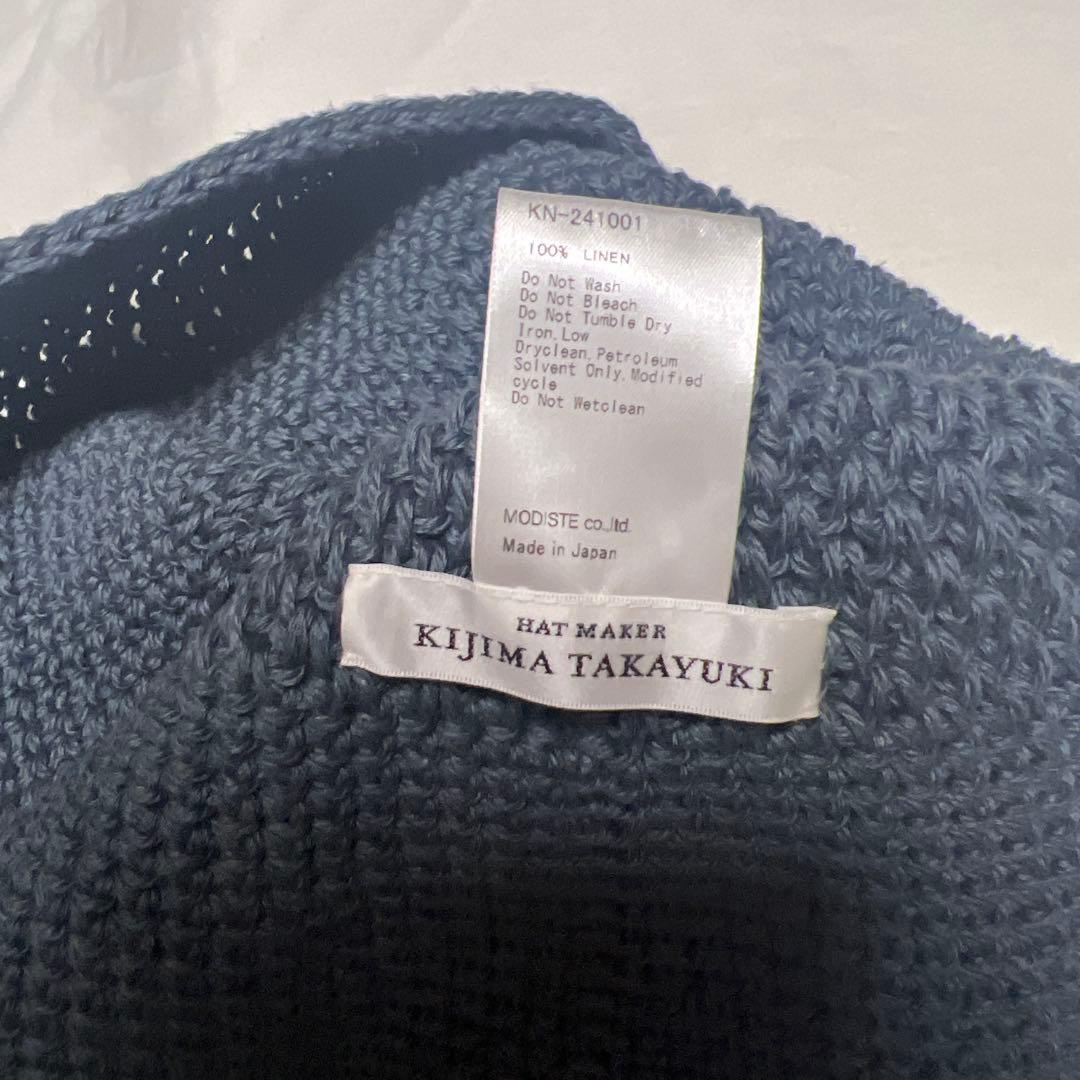 KN-241001
100% LINEN
Do Not Wash
Do Not Bleach
Do Not Tumble Dry
Iron, Low
Dryclean, Petroleum
Solvent Only, Modified
cycle
Do Not Wetclean
MODISTE co.,ltd.
Made in Japan
HAT MAKER
KIJIMA TAKAYUKI